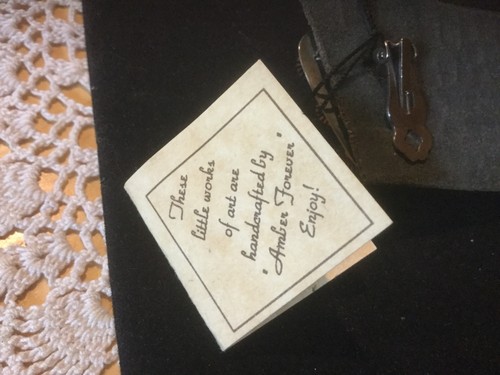 These
little works
of art are
handcrafted by
"Amber Forever"
Enjoy!